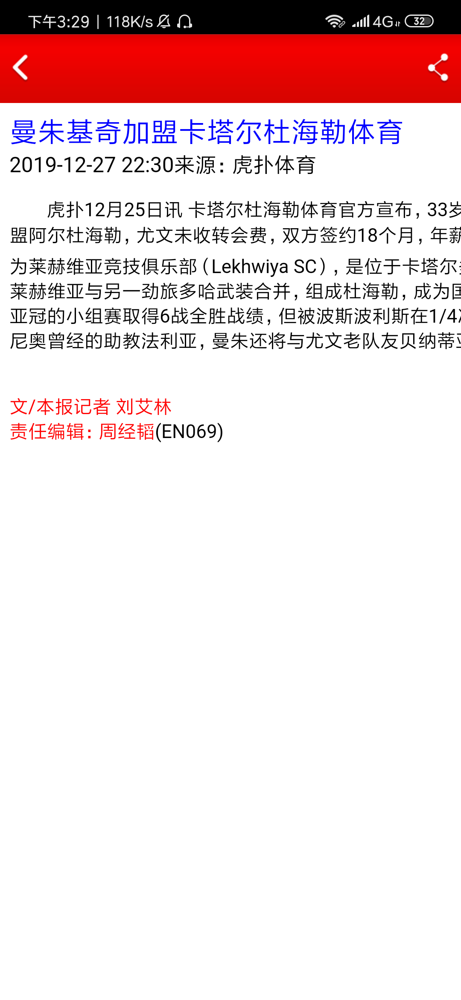 下午3:29 | 118K/s 4G 32
曼朱基奇加盟卡塔尔杜海勒体育
2019-12-27 22:30来源：虎扑体育
虎扑12月25日讯 卡塔尔杜海勒体育官方宣布，33岁
盟阿尔杜海勒，尤文未收转会费，双方签约18个月，年薪
为莱赫维亚竞技俱乐部（Lekhwiya SC），是位于卡塔尔
莱赫维亚与另一劲旅多哈武装合并，组成杜海勒，成为
亚冠的小组赛取得6战全胜战绩，但被波斯波利斯在1/4
尼奥曾经的助教法利亚，曼朱还将与尤文老队友贝纳蒂亚
文/本报记者 刘艾林
责任编辑：周经韬(EN069)